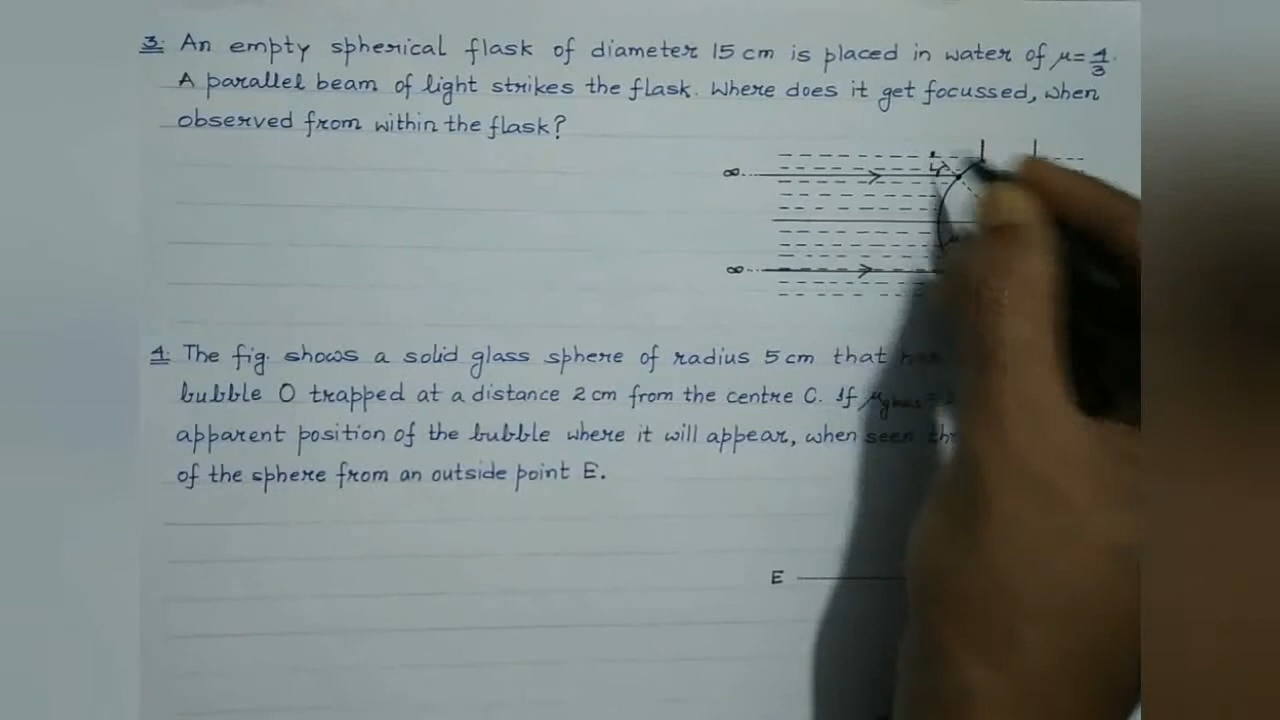 3. An empty spherical flask of diameter 15 cm is placed in water of μ = 4/3.
A parallel beam of light strikes the flask. Where does it get focussed, when
observed from within the flask?
∞
∞
4. The fig. shows a solid glass sphere of radius 5 cm that
bubble O trapped at a distance 2 cm from the centre C. If
apparent position of the bubble where it will appear, when seen
of the sphere from an outside point E.
E